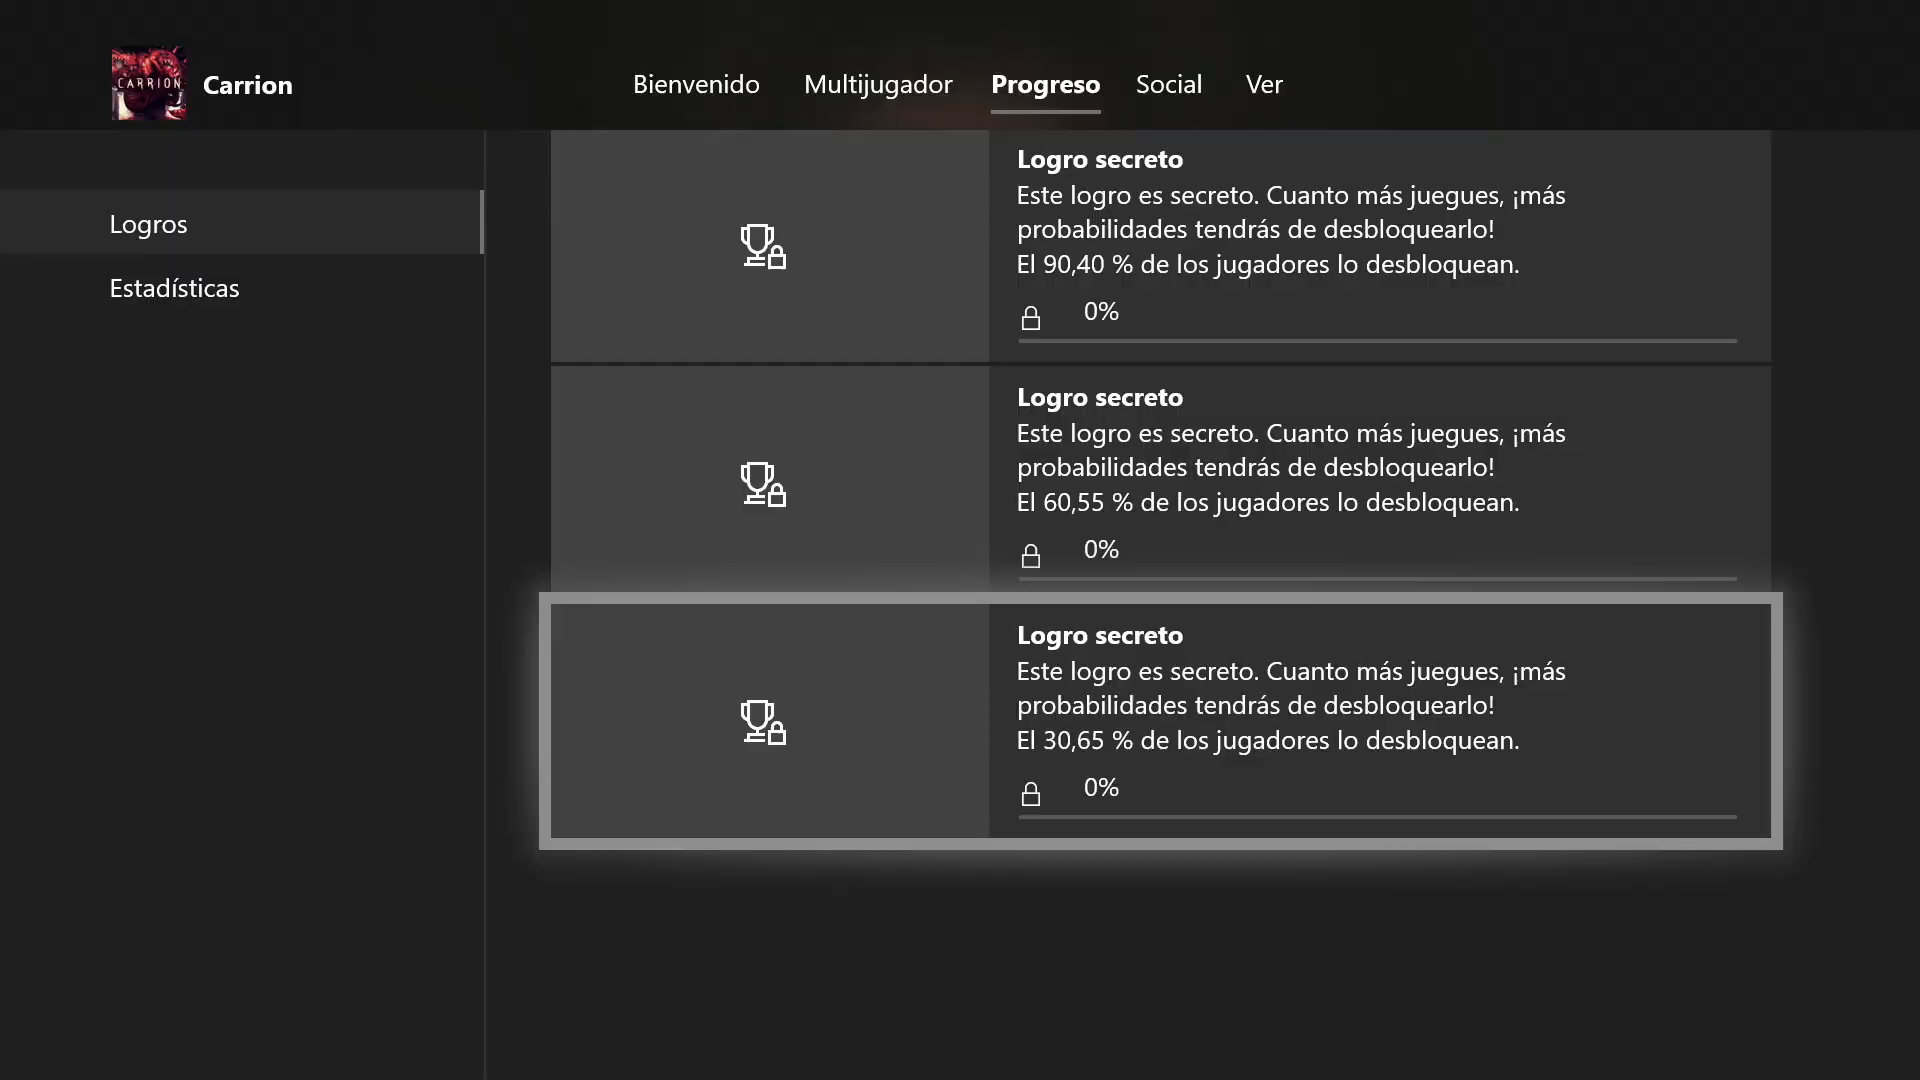 CARRION
Carrion
Bienvenido
Multijugador
Progreso
Social
Ver
Logros
Estadísticas
Logro secreto
Este logro es secreto. Cuanto más juegues, ¡más
probabilidades tendrás de desbloquearlo!
El 90,40 % de los jugadores lo desbloquean.
0%
Logro secreto
Este logro es secreto. Cuanto más juegues, ¡más
probabilidades tendrás de desbloquearlo!
El 60,55 % de los jugadores lo desbloquean.
0%
Logro secreto
Este logro es secreto. Cuanto más juegues, ¡más
probabilidades tendrás de desbloquearlo!
El 30,65 % de los jugadores lo desbloquean.
0%